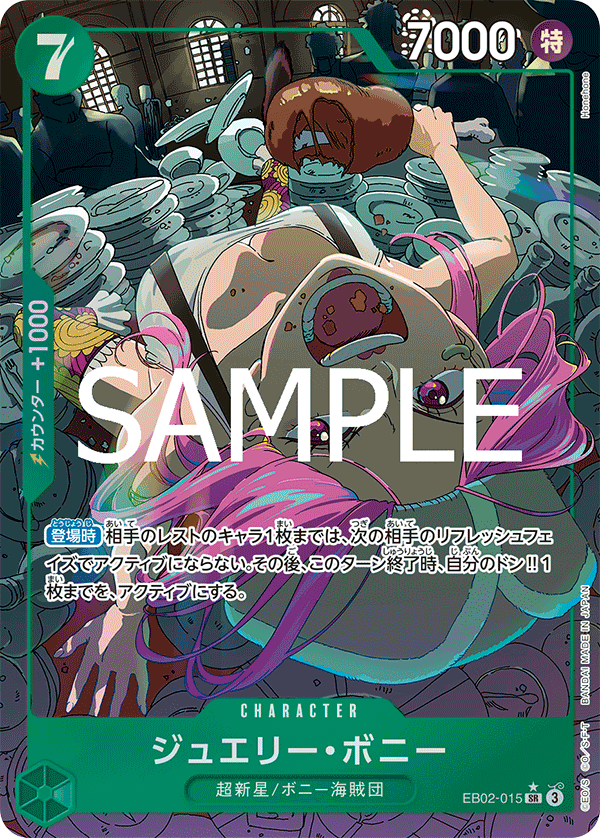 7
7000 特
Honehone
カウンター +1000
SAMPLE
登場時 相手のレストのキャラ1枚までは、次の相手のリフレッシュフェ
イズでアクティブにならない。その後、このターン終了時、自分のドン!!1
枚までを、アクティブにする。
CHARACTER
ジュエリー・ボニー
超新星/ボニー海賊団
EB02-015 SR 3
©E.O/S. ©O/S･F･T BANDAI MADE IN JAPAN